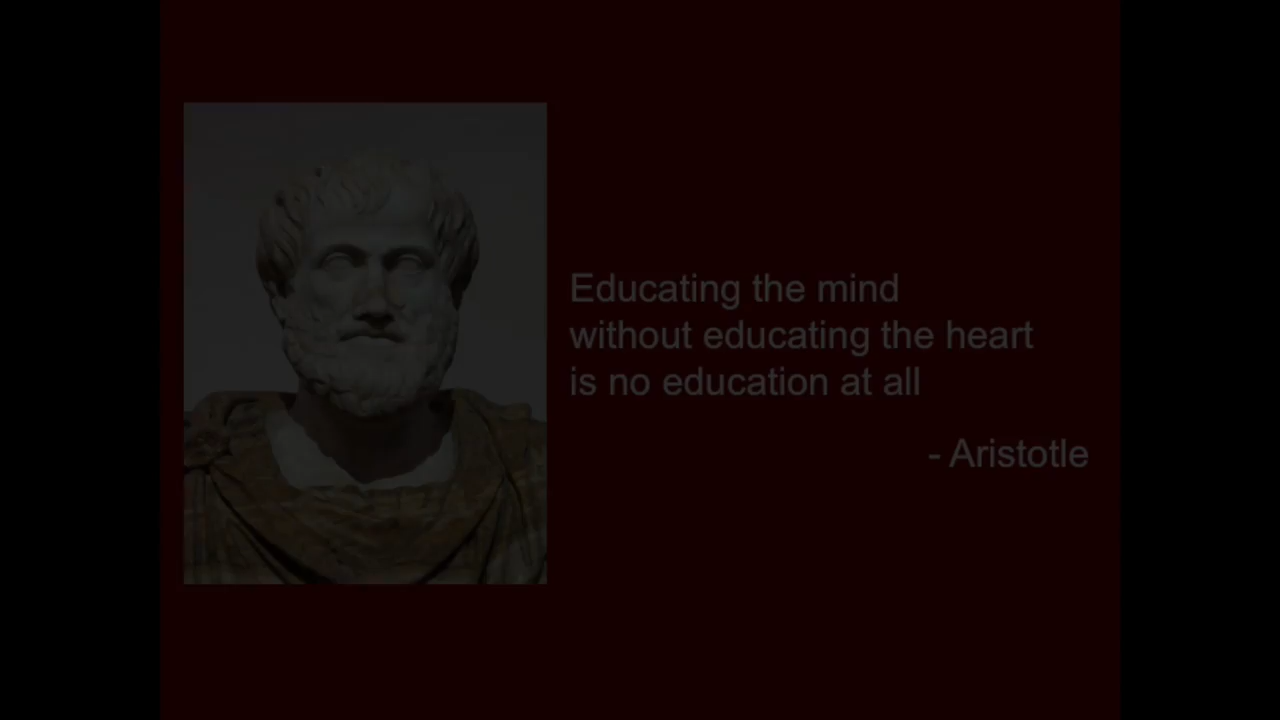 Educating the mind
without educating the heart
is no education at all
- Aristotle